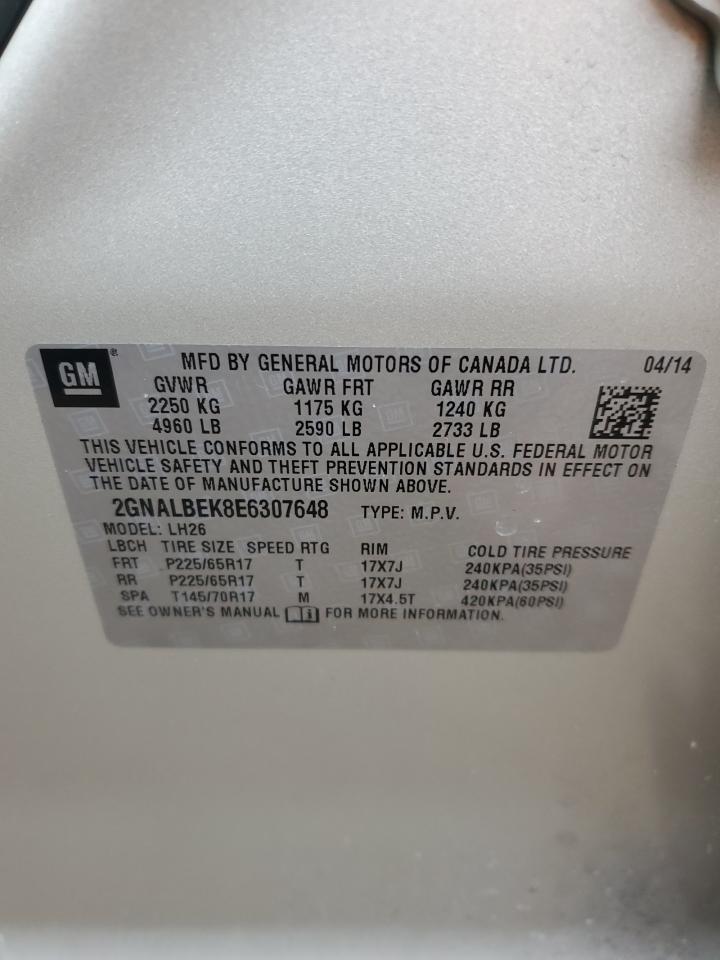 GM®
MFD BY GENERAL MOTORS OF CANADA LTD. 04/14
GVWR GAWR FRT GAWR RR
2250 KG 1175 KG 1240 KG
4960 LB 2590 LB 2733 LB
THIS VEHICLE CONFORMS TO ALL APPLICABLE U.S. FEDERAL MOTOR
VEHICLE SAFETY AND THEFT PREVENTION STANDARDS IN EFFECT ON
THE DATE OF MANUFACTURE SHOWN ABOVE.
2GNALBEK8E6307648 TYPE: M.P.V.
MODEL: LH26
LBCH TIRE SIZE SPEED RTG RIM COLD TIRE PRESSURE
FRT P225/65R17 T 17X7J 240KPA(35PSI)
RR P225/65R17 T 17X7J 240KPA(35PSI)
SPA T145/70R17 M 17X4.5T 420KPA(60PSI)
SEE OWNER'S MANUAL FOR MORE INFORMATION.